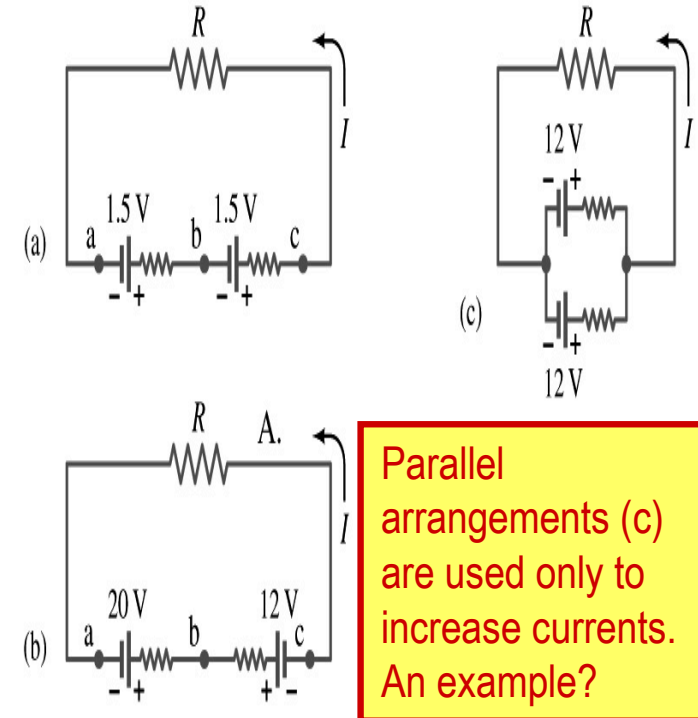 R
I
1.5 V 1.5 V
a b c
(a)
- + - +
R
I
12 V
- +
(c)
- +
12 V
R A.
I
20 V 12 V
a b c
(b)
- + + -
Parallel
arrangements (c)
are used only to
increase currents.
An example?